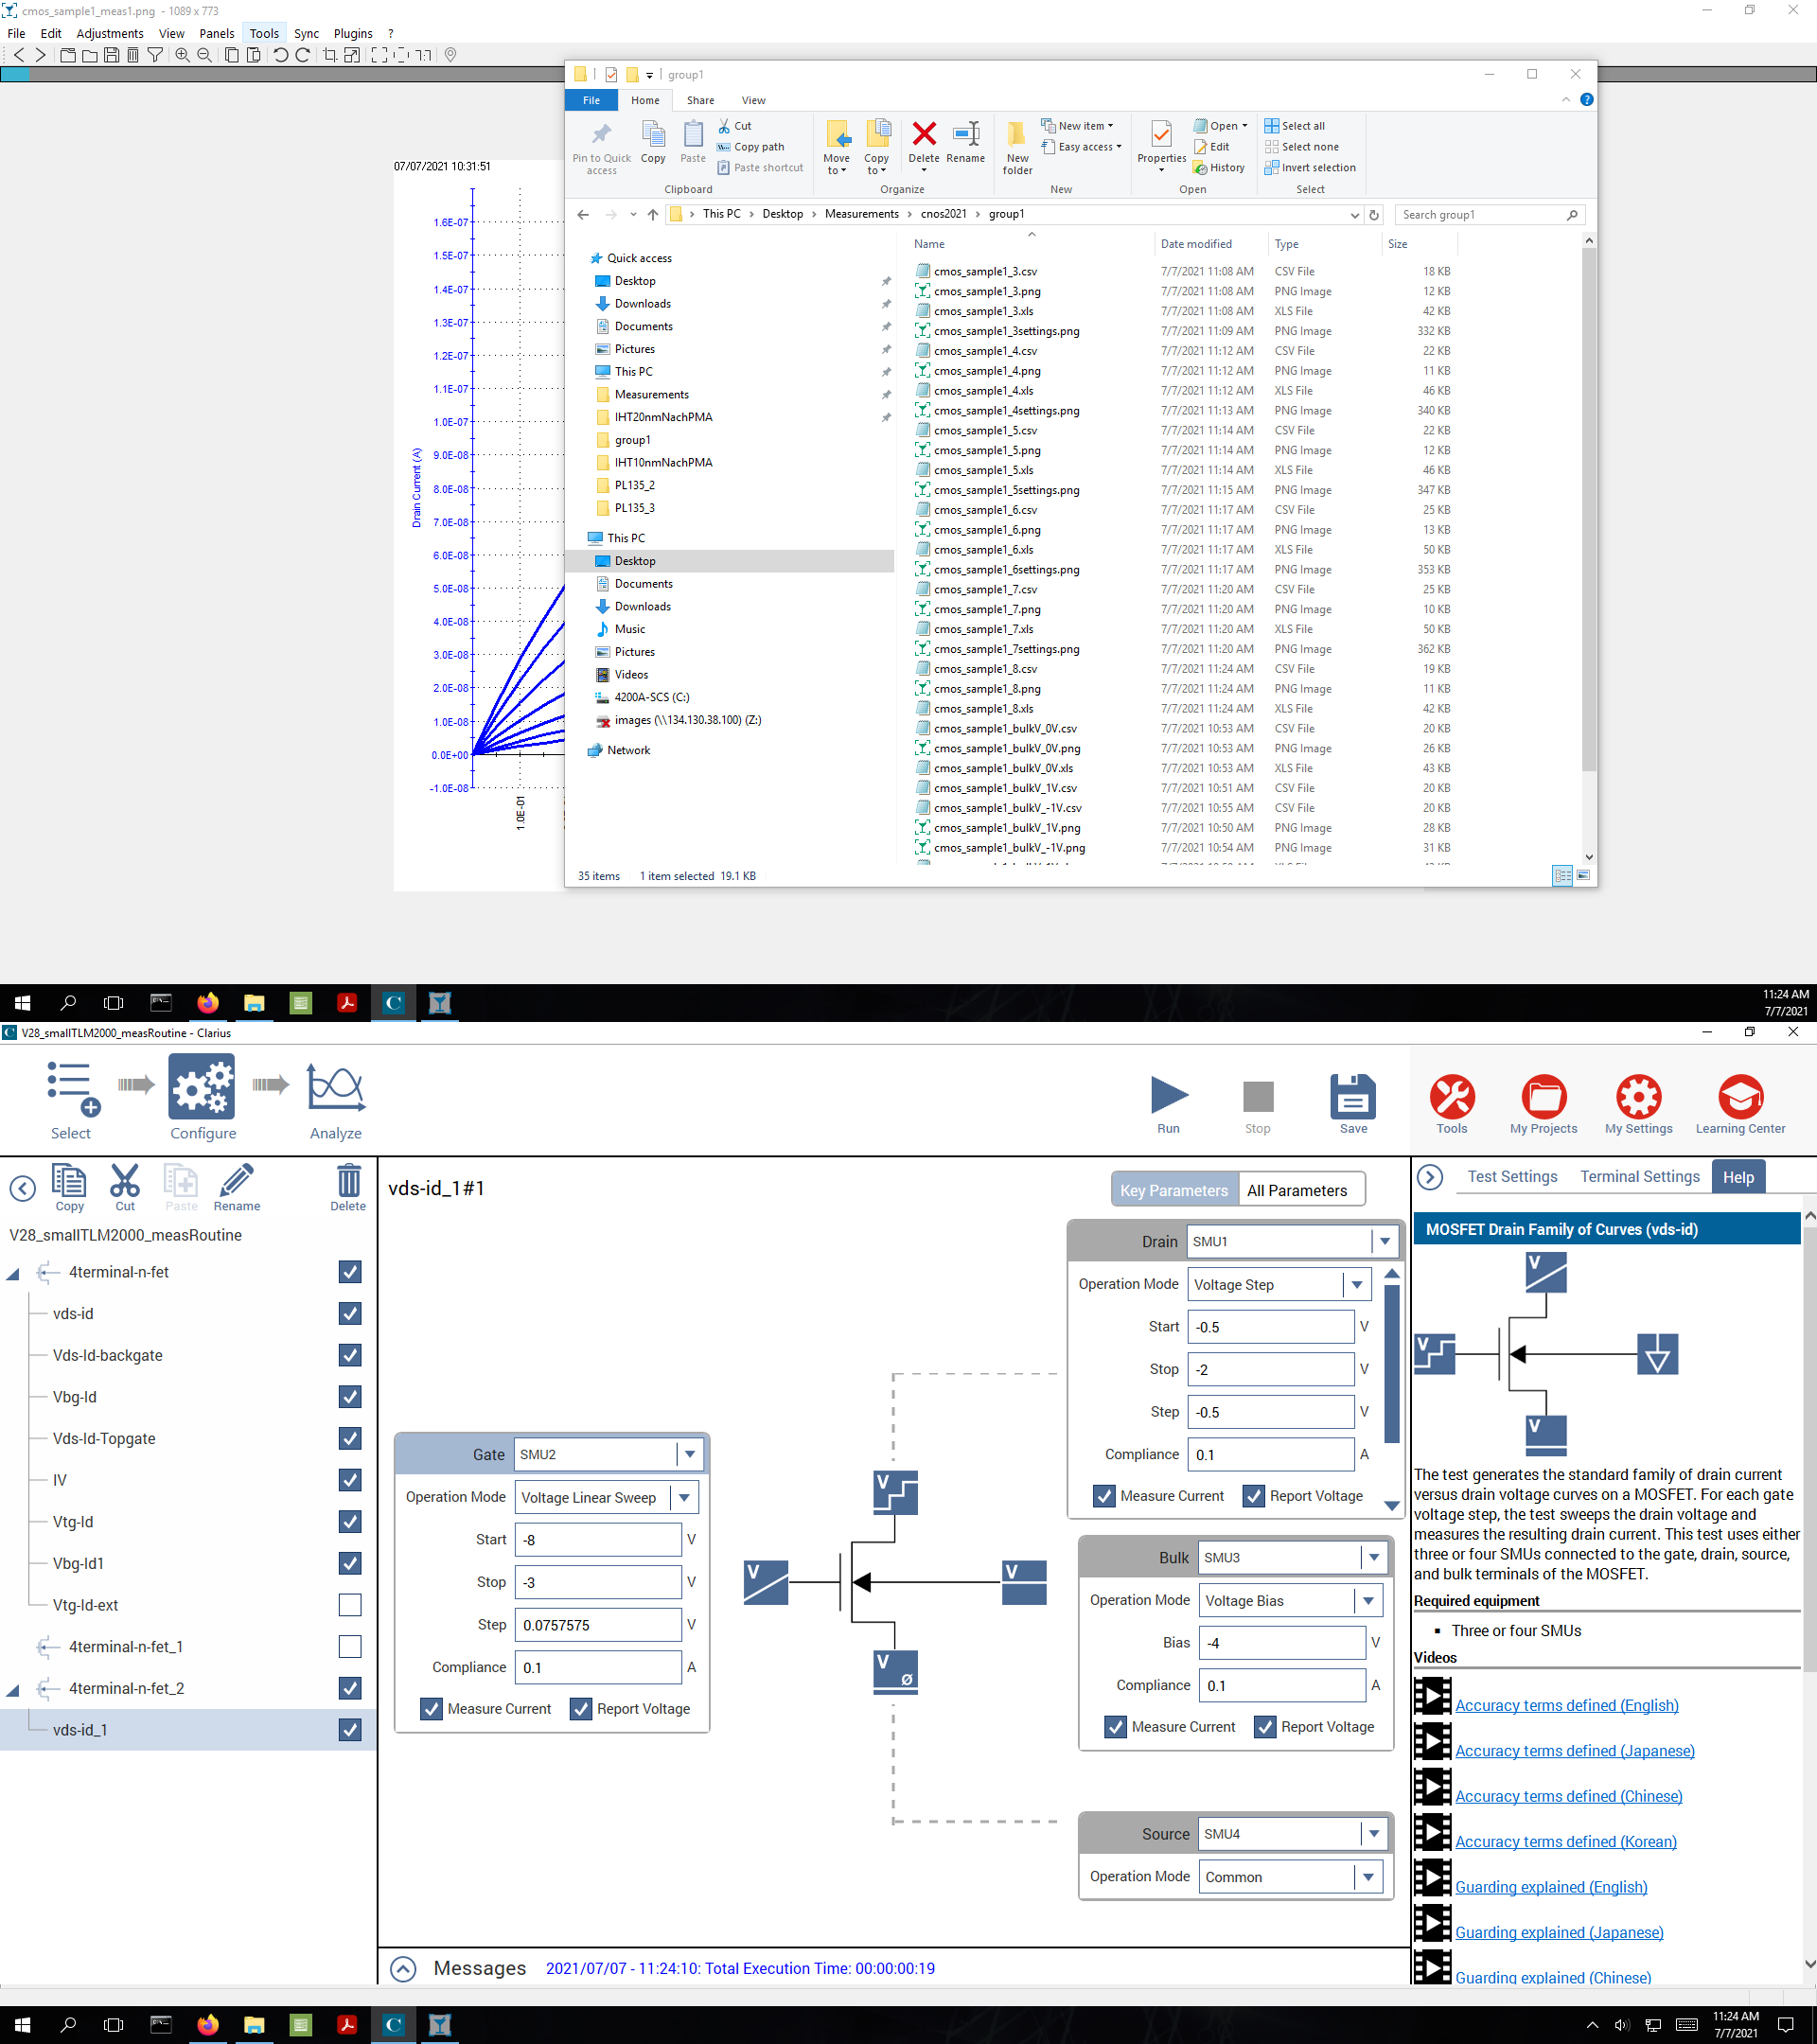 cmos_sample1_meas1.png - 1089 x 773
File Edit Adjustments View Panels Tools Sync Plugins ?
group1
File Home Share View
Pin to Quick access
Copy
Paste
Cut
Copy path
Paste shortcut
Clipboard
Move to
Copy to
Delete
Rename
Organize
New folder
New item
Easy access
New
Properties
Open
Edit
History
Open
Select all
Select none
Invert selection
Select
This PC Desktop Measurements cnos2021 group1
Search group1
07/07/2021 10:31:51
1.6E-07
1.5E-07
1.4E-07
1.3E-07
1.2E-07
1.1E-07
1.0E-07
9.0E-08
8.0E-08
7.0E-08
6.0E-08
5.0E-08
4.0E-08
3.0E-08
2.0E-08
1.0E-08
0.0E+00
-1.0E-08
Drain Current (A)
1.0E-01
Quick access
Desktop
Downloads
Documents
Pictures
This PC
Measurements
IHT20nmNachPMA
group1
IHT10nmNachPMA
PL135_2
PL135_3
This PC
Desktop
Documents
Downloads
Music
Pictures
Videos
4200A-SCS (C:)
images (\\134.130.38.100) (Z:)
Network
Name Date modified Type Size
cmos_sample1_3.csv 7/7/2021 11:08 AM CSV File 18 KB
cmos_sample1_3.png 7/7/2021 11:08 AM PNG Image 12 KB
cmos_sample1_3.xls 7/7/2021 11:08 AM XLS File 42 KB
cmos_sample1_3settings.png 7/7/2021 11:09 AM PNG Image 332 KB
cmos_sample1_4.csv 7/7/2021 11:12 AM CSV File 22 KB
cmos_sample1_4.png 7/7/2021 11:12 AM PNG Image 11 KB
cmos_sample1_4.xls 7/7/2021 11:12 AM XLS File 46 KB
cmos_sample1_4settings.png 7/7/2021 11:13 AM PNG Image 340 KB
cmos_sample1_5.csv 7/7/2021 11:14 AM CSV File 22 KB
cmos_sample1_5.png 7/7/2021 11:14 AM PNG Image 12 KB
cmos_sample1_5.xls 7/7/2021 11:14 AM XLS File 46 KB
cmos_sample1_5settings.png 7/7/2021 11:15 AM PNG Image 347 KB
cmos_sample1_6.csv 7/7/2021 11:17 AM CSV File 25 KB
cmos_sample1_6.png 7/7/2021 11:17 AM PNG Image 13 KB
cmos_sample1_6.xls 7/7/2021 11:17 AM XLS File 50 KB
cmos_sample1_6settings.png 7/7/2021 11:17 AM PNG Image 353 KB
cmos_sample1_7.csv 7/7/2021 11:20 AM CSV File 25 KB
cmos_sample1_7.png 7/7/2021 11:20 AM PNG Image 10 KB
cmos_sample1_7.xls 7/7/2021 11:20 AM XLS File 50 KB
cmos_sample1_7settings.png 7/7/2021 11:20 AM PNG Image 362 KB
cmos_sample1_8.csv 7/7/2021 11:24 AM CSV File 19 KB
cmos_sample1_8.png 7/7/2021 11:24 AM PNG Image 11 KB
cmos_sample1_8.xls 7/7/2021 11:24 AM XLS File 42 KB
cmos_sample1_bulkV_0V.csv 7/7/2021 10:53 AM CSV File 20 KB
cmos_sample1_bulkV_0V.png 7/7/2021 10:53 AM PNG Image 26 KB
cmos_sample1_bulkV_0V.xls 7/7/2021 10:53 AM XLS File 43 KB
cmos_sample1_bulkV_1V.csv 7/7/2021 10:51 AM CSV File 20 KB
cmos_sample1_bulkV_-1V.csv 7/7/2021 10:55 AM CSV File 20 KB
cmos_sample1_bulkV_1V.png 7/7/2021 10:50 AM PNG Image 28 KB
cmos_sample1_bulkV_-1V.png 7/7/2021 10:54 AM PNG Image 31 KB
35 items 1 item selected 19.1 KB
11:24 AM
7/7/2021
V28_smallTLM2000_measRoutine - Clarius
Select
Configure
Analyze
Run
Stop
Save
Tools
My Projects
My Settings
Learning Center
Copy
Cut
Paste
Rename
Delete
V28_smallTLM2000_measRoutine
4terminal-n-fet
vds-id
Vds-Id-backgate
Vbg-Id
Vds-Id-Topgate
IV
Vtg-Id
Vbg-Id1
Vtg-Id-ext
4terminal-n-fet_1
4terminal-n-fet_2
vds-id_1
vds-id_1#1
Key Parameters All Parameters
Drain SMU1
Operation Mode Voltage Step
Start -0.5 V
Stop -2 V
Step -0.5 V
Compliance 0.1 A
Measure Current Report Voltage
Gate SMU2
Operation Mode Voltage Linear Sweep
Start -8 V
Stop -3 V
Step 0.0757575 V
Compliance 0.1 A
Measure Current Report Voltage
V
V
V
V
Bulk SMU3
Operation Mode Voltage Bias
Bias -4 V
Compliance 0.1 A
Measure Current Report Voltage
Source SMU4
Operation Mode Common
Messages 2021/07/07 - 11:24:10: Total Execution Time: 00:00:00:19
Test Settings Terminal Settings Help
MOSFET Drain Family of Curves (vds-id)
V
V
V
The test generates the standard family of drain current
versus drain voltage curves on a MOSFET. For each gate
voltage step, the test sweeps the drain voltage and
measures the resulting drain current. This test uses either
three or four SMUs connected to the gate, drain, source,
and bulk terminals of the MOSFET.
Required equipment
▪ Three or four SMUs
Videos
Accuracy terms defined (English)
Accuracy terms defined (Japanese)
Accuracy terms defined (Chinese)
Accuracy terms defined (Korean)
Guarding explained (English)
Guarding explained (Japanese)
Guarding explained (Chinese)
11:24 AM
7/7/2021